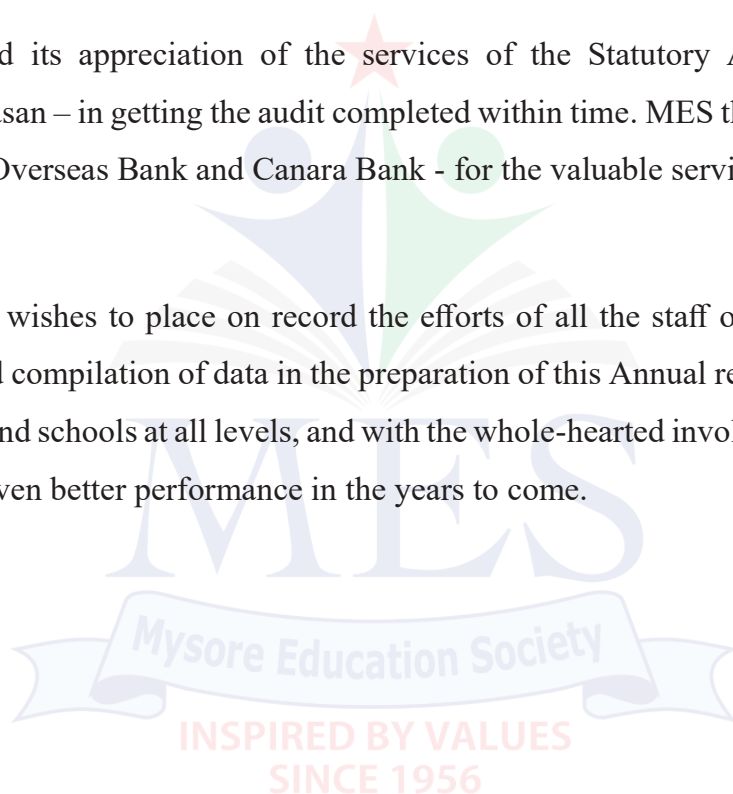 d its appreciation of the services of the Statutory A
san – in getting the audit completed within time. MES th
Overseas Bank and Canara Bank - for the valuable servi
wishes to place on record the efforts of all the staff o
d compilation of data in the preparation of this Annual re
nd schools at all levels, and with the whole-hearted invol
ven better performance in the years to come.
MES
Mysore Education Society
INSPIRED BY VALUES
SINCE 1956